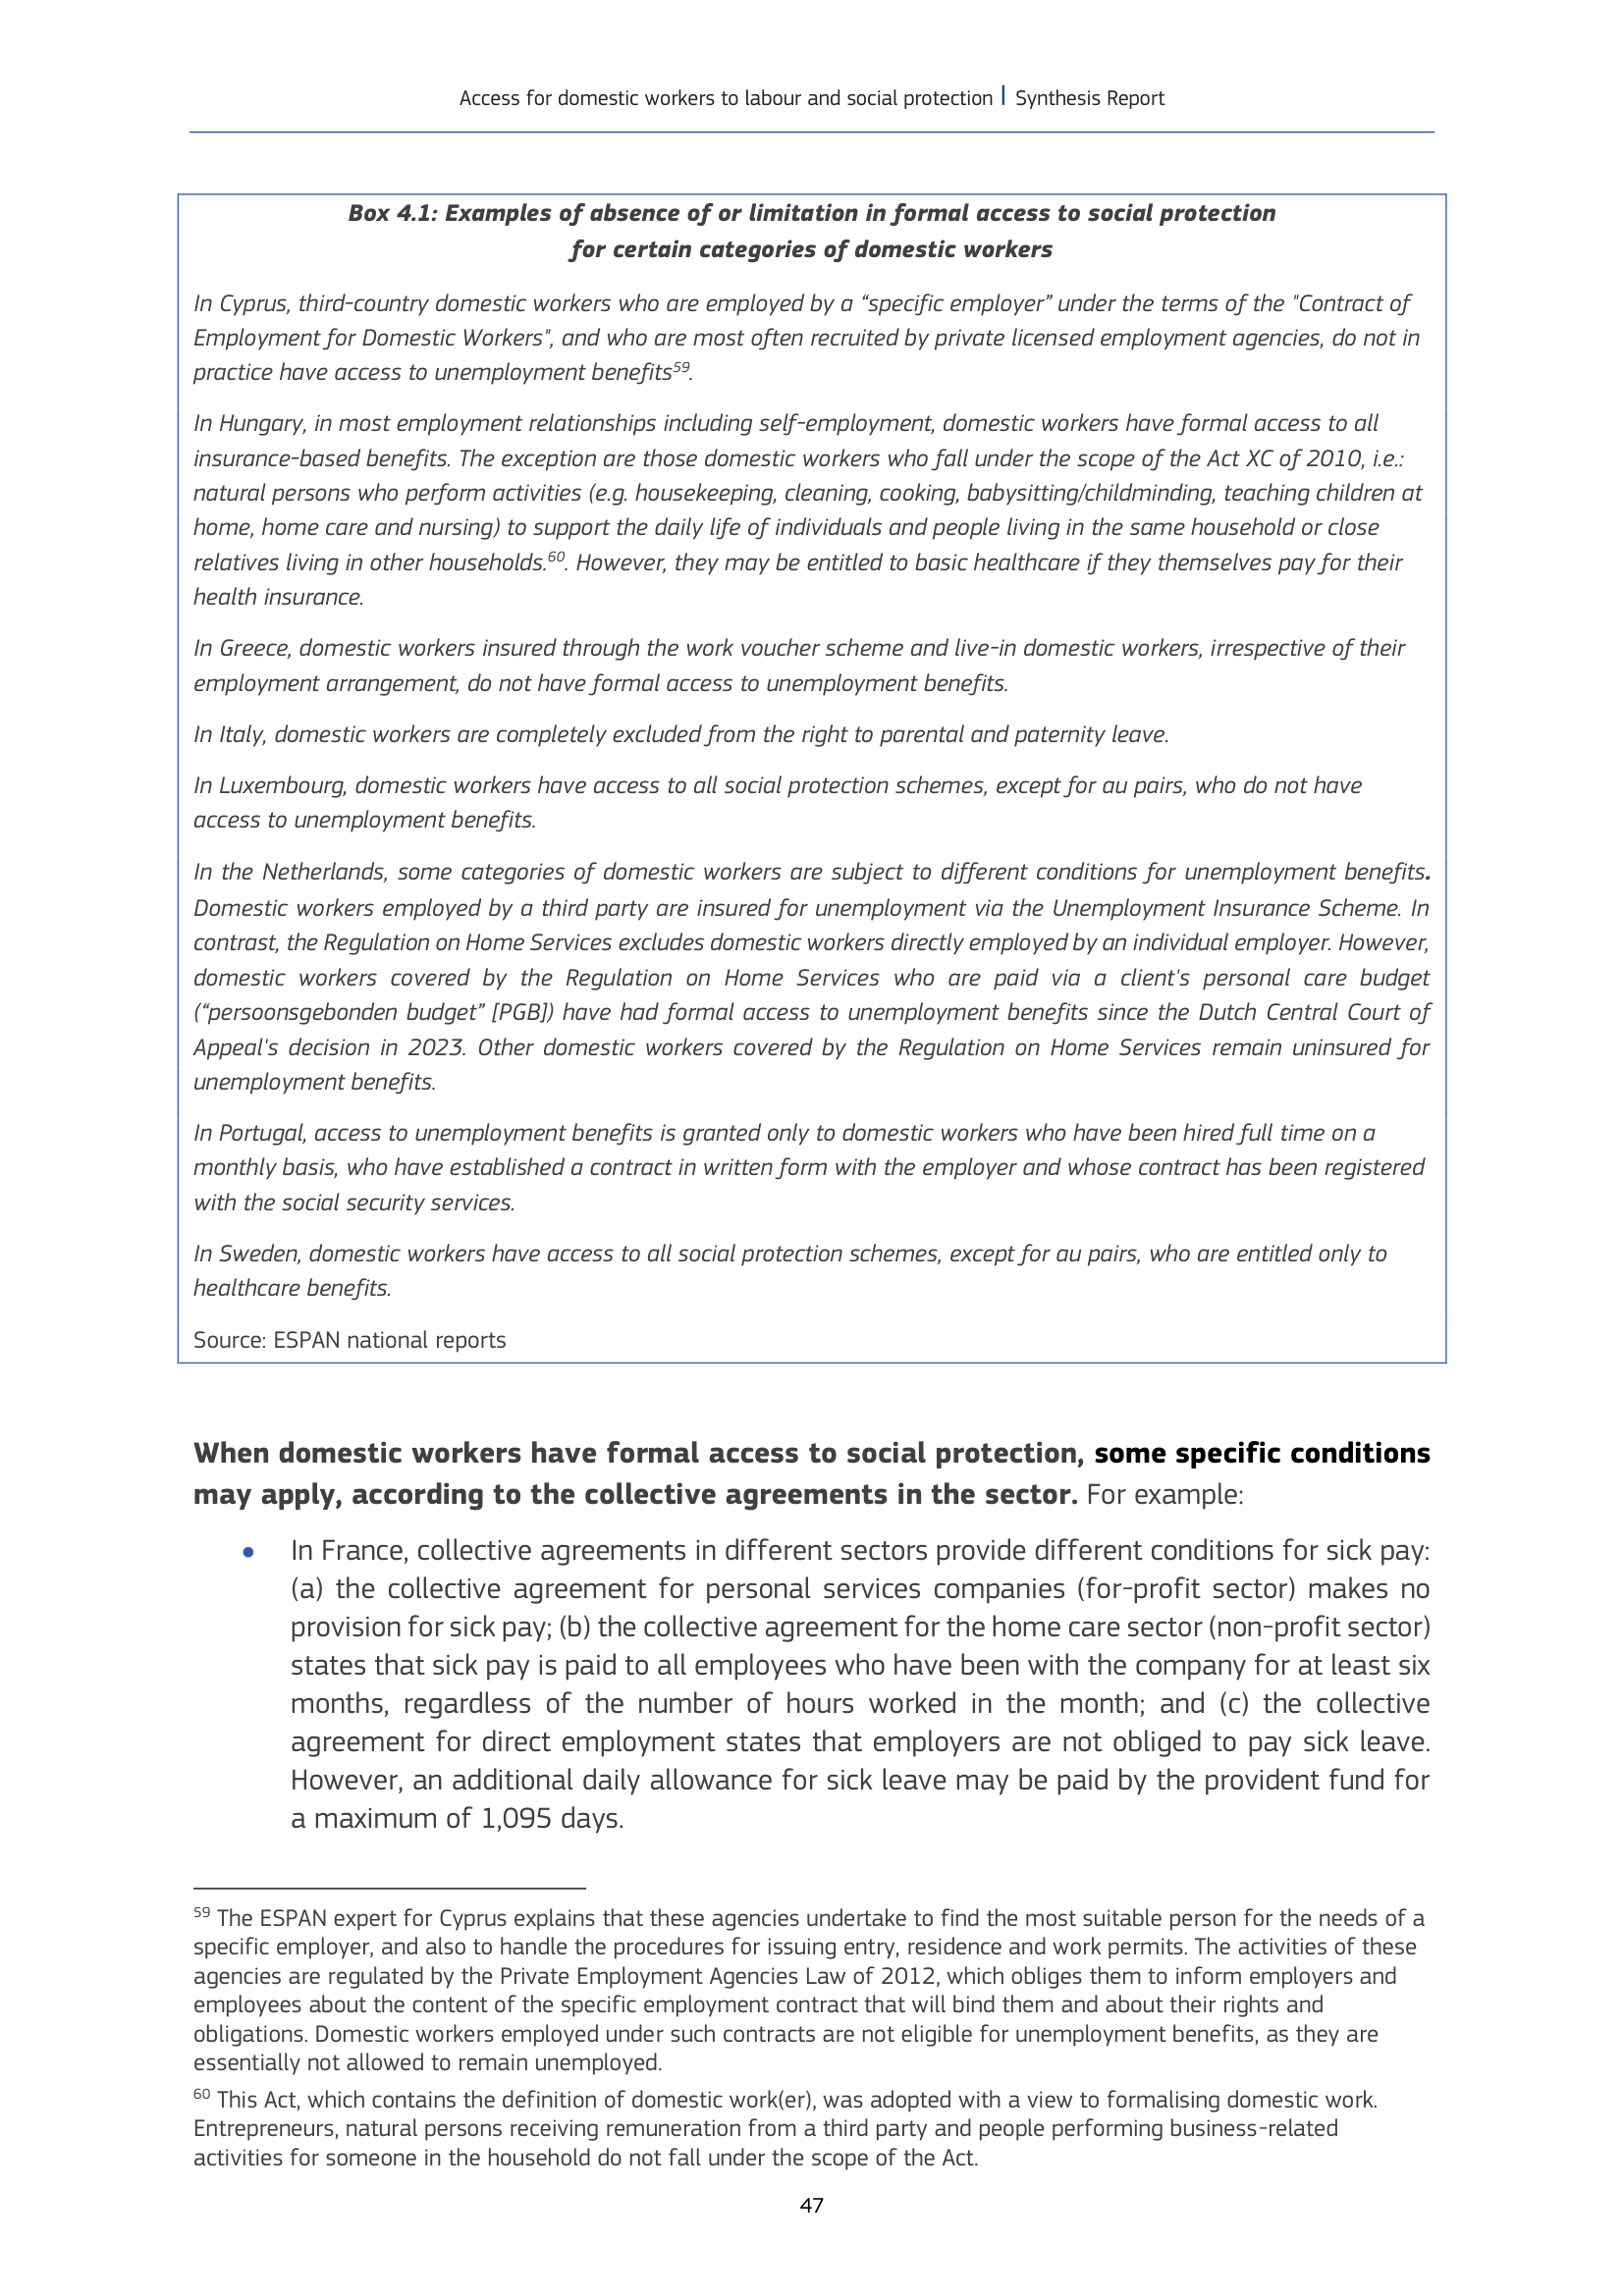 Access for domestic workers to labour and social protection | Synthesis Report
Box 4.1: Examples of absence of or limitation in formal access to social protection
for certain categories of domestic workers
In Cyprus, third-country domestic workers who are employed by a “specific employer” under the terms of the "Contract of
Employment for Domestic Workers", and who are most often recruited by private licensed employment agencies, do not in
practice have access to unemployment benefits59.
In Hungary, in most employment relationships including self-employment, domestic workers have formal access to all
insurance-based benefits. The exception are those domestic workers who fall under the scope of the Act XC of 2010, i.e.:
natural persons who perform activities (e.g. housekeeping, cleaning, cooking, babysitting/childminding, teaching children at
home, home care and nursing) to support the daily life of individuals and people living in the same household or close
relatives living in other households.60. However, they may be entitled to basic healthcare if they themselves pay for their
health insurance.
In Greece, domestic workers insured through the work voucher scheme and live-in domestic workers, irrespective of their
employment arrangement, do not have formal access to unemployment benefits.
In Italy, domestic workers are completely excluded from the right to parental and paternity leave.
In Luxembourg, domestic workers have access to all social protection schemes, except for au pairs, who do not have
access to unemployment benefits.
In the Netherlands, some categories of domestic workers are subject to different conditions for unemployment benefits.
Domestic workers employed by a third party are insured for unemployment via the Unemployment Insurance Scheme. In
contrast, the Regulation on Home Services excludes domestic workers directly employed by an individual employer. However,
domestic workers covered by the Regulation on Home Services who are paid via a client's personal care budget
(“persoonsgebonden budget” [PGB]) have had formal access to unemployment benefits since the Dutch Central Court of
Appeal's decision in 2023. Other domestic workers covered by the Regulation on Home Services remain uninsured for
unemployment benefits.
In Portugal, access to unemployment benefits is granted only to domestic workers who have been hired full time on a
monthly basis, who have established a contract in written form with the employer and whose contract has been registered
with the social security services.
In Sweden, domestic workers have access to all social protection schemes, except for au pairs, who are entitled only to
healthcare benefits.
Source: ESPAN national reports
When domestic workers have formal access to social protection, some specific conditions
may apply, according to the collective agreements in the sector. For example:
• In France, collective agreements in different sectors provide different conditions for sick pay:
(a) the collective agreement for personal services companies (for-profit sector) makes no
provision for sick pay; (b) the collective agreement for the home care sector (non-profit sector)
states that sick pay is paid to all employees who have been with the company for at least six
months, regardless of the number of hours worked in the month; and (c) the collective
agreement for direct employment states that employers are not obliged to pay sick leave.
However, an additional daily allowance for sick leave may be paid by the provident fund for
a maximum of 1,095 days.
59 The ESPAN expert for Cyprus explains that these agencies undertake to find the most suitable person for the needs of a
specific employer, and also to handle the procedures for issuing entry, residence and work permits. The activities of these
agencies are regulated by the Private Employment Agencies Law of 2012, which obliges them to inform employers and
employees about the content of the specific employment contract that will bind them and about their rights and
obligations. Domestic workers employed under such contracts are not eligible for unemployment benefits, as they are
essentially not allowed to remain unemployed.
60 This Act, which contains the definition of domestic work(er), was adopted with a view to formalising domestic work.
Entrepreneurs, natural persons receiving remuneration from a third party and people performing business-related
activities for someone in the household do not fall under the scope of the Act.
47